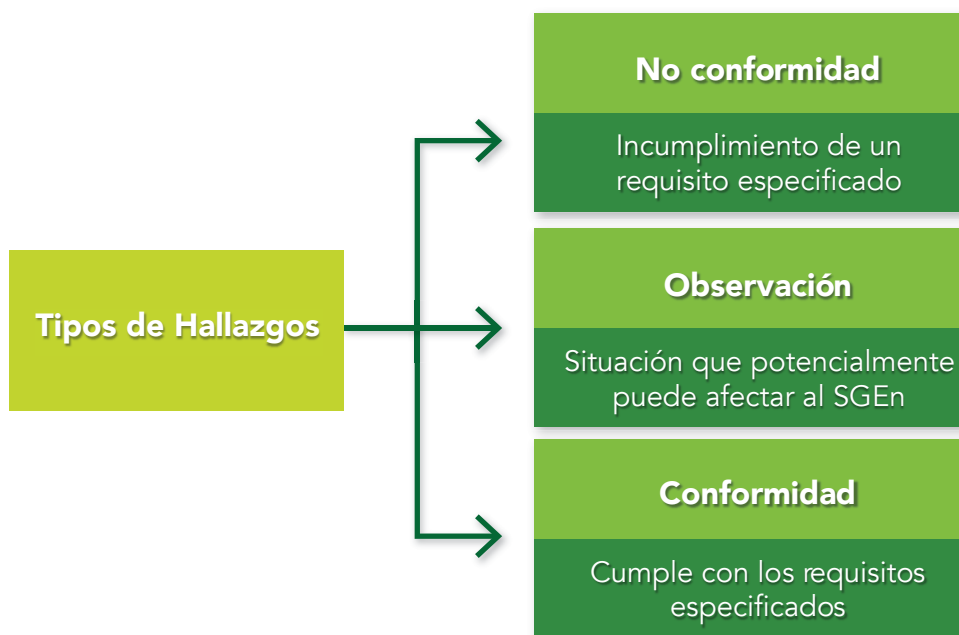 Tipos de Hallazgos
No conformidad
Incumplimiento de un
requisito especificado
Observación
Situación que potencialmente
puede afectar al SGEn
Conformidad
Cumple con los requisitos
especificados